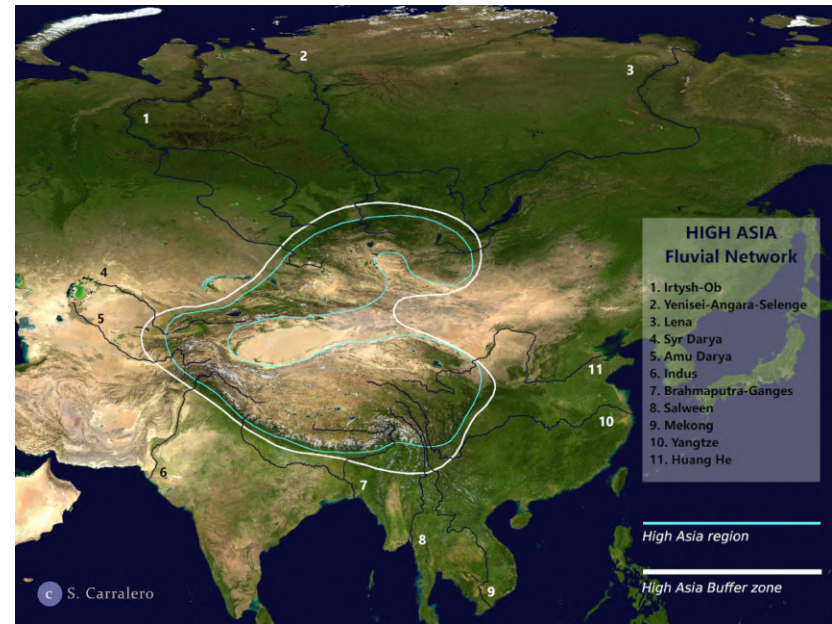 1
2
3
4
5
6
7
8
9
10
11
HIGH ASIA
Fluvial Network
1. Irtysh-Ob
2. Yenisei-Angara-Selenge
3. Lena
4. Syr Darya
5. Amu Darya
6. Indus
7. Brahmaputra-Ganges
8. Salween
9. Mekong
10. Yangtze
11. Huang He
High Asia region
High Asia Buffer zone
c S. Carralero